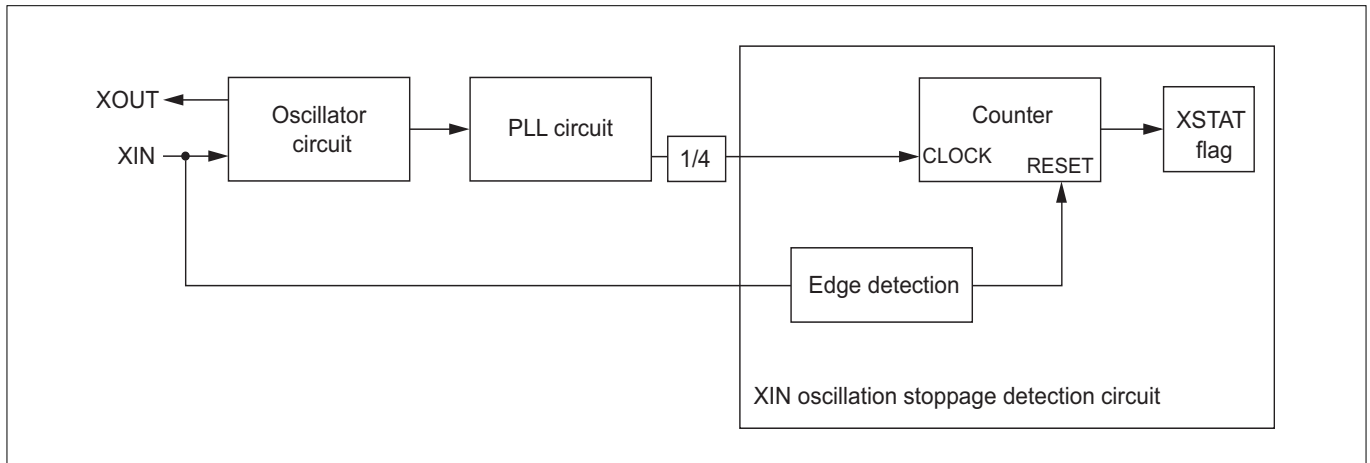 XOUT
XIN
Oscillator
circuit
PLL circuit
1/4
Counter
CLOCK
RESET
XSTAT
flag
Edge detection
XIN oscillation stoppage detection circuit